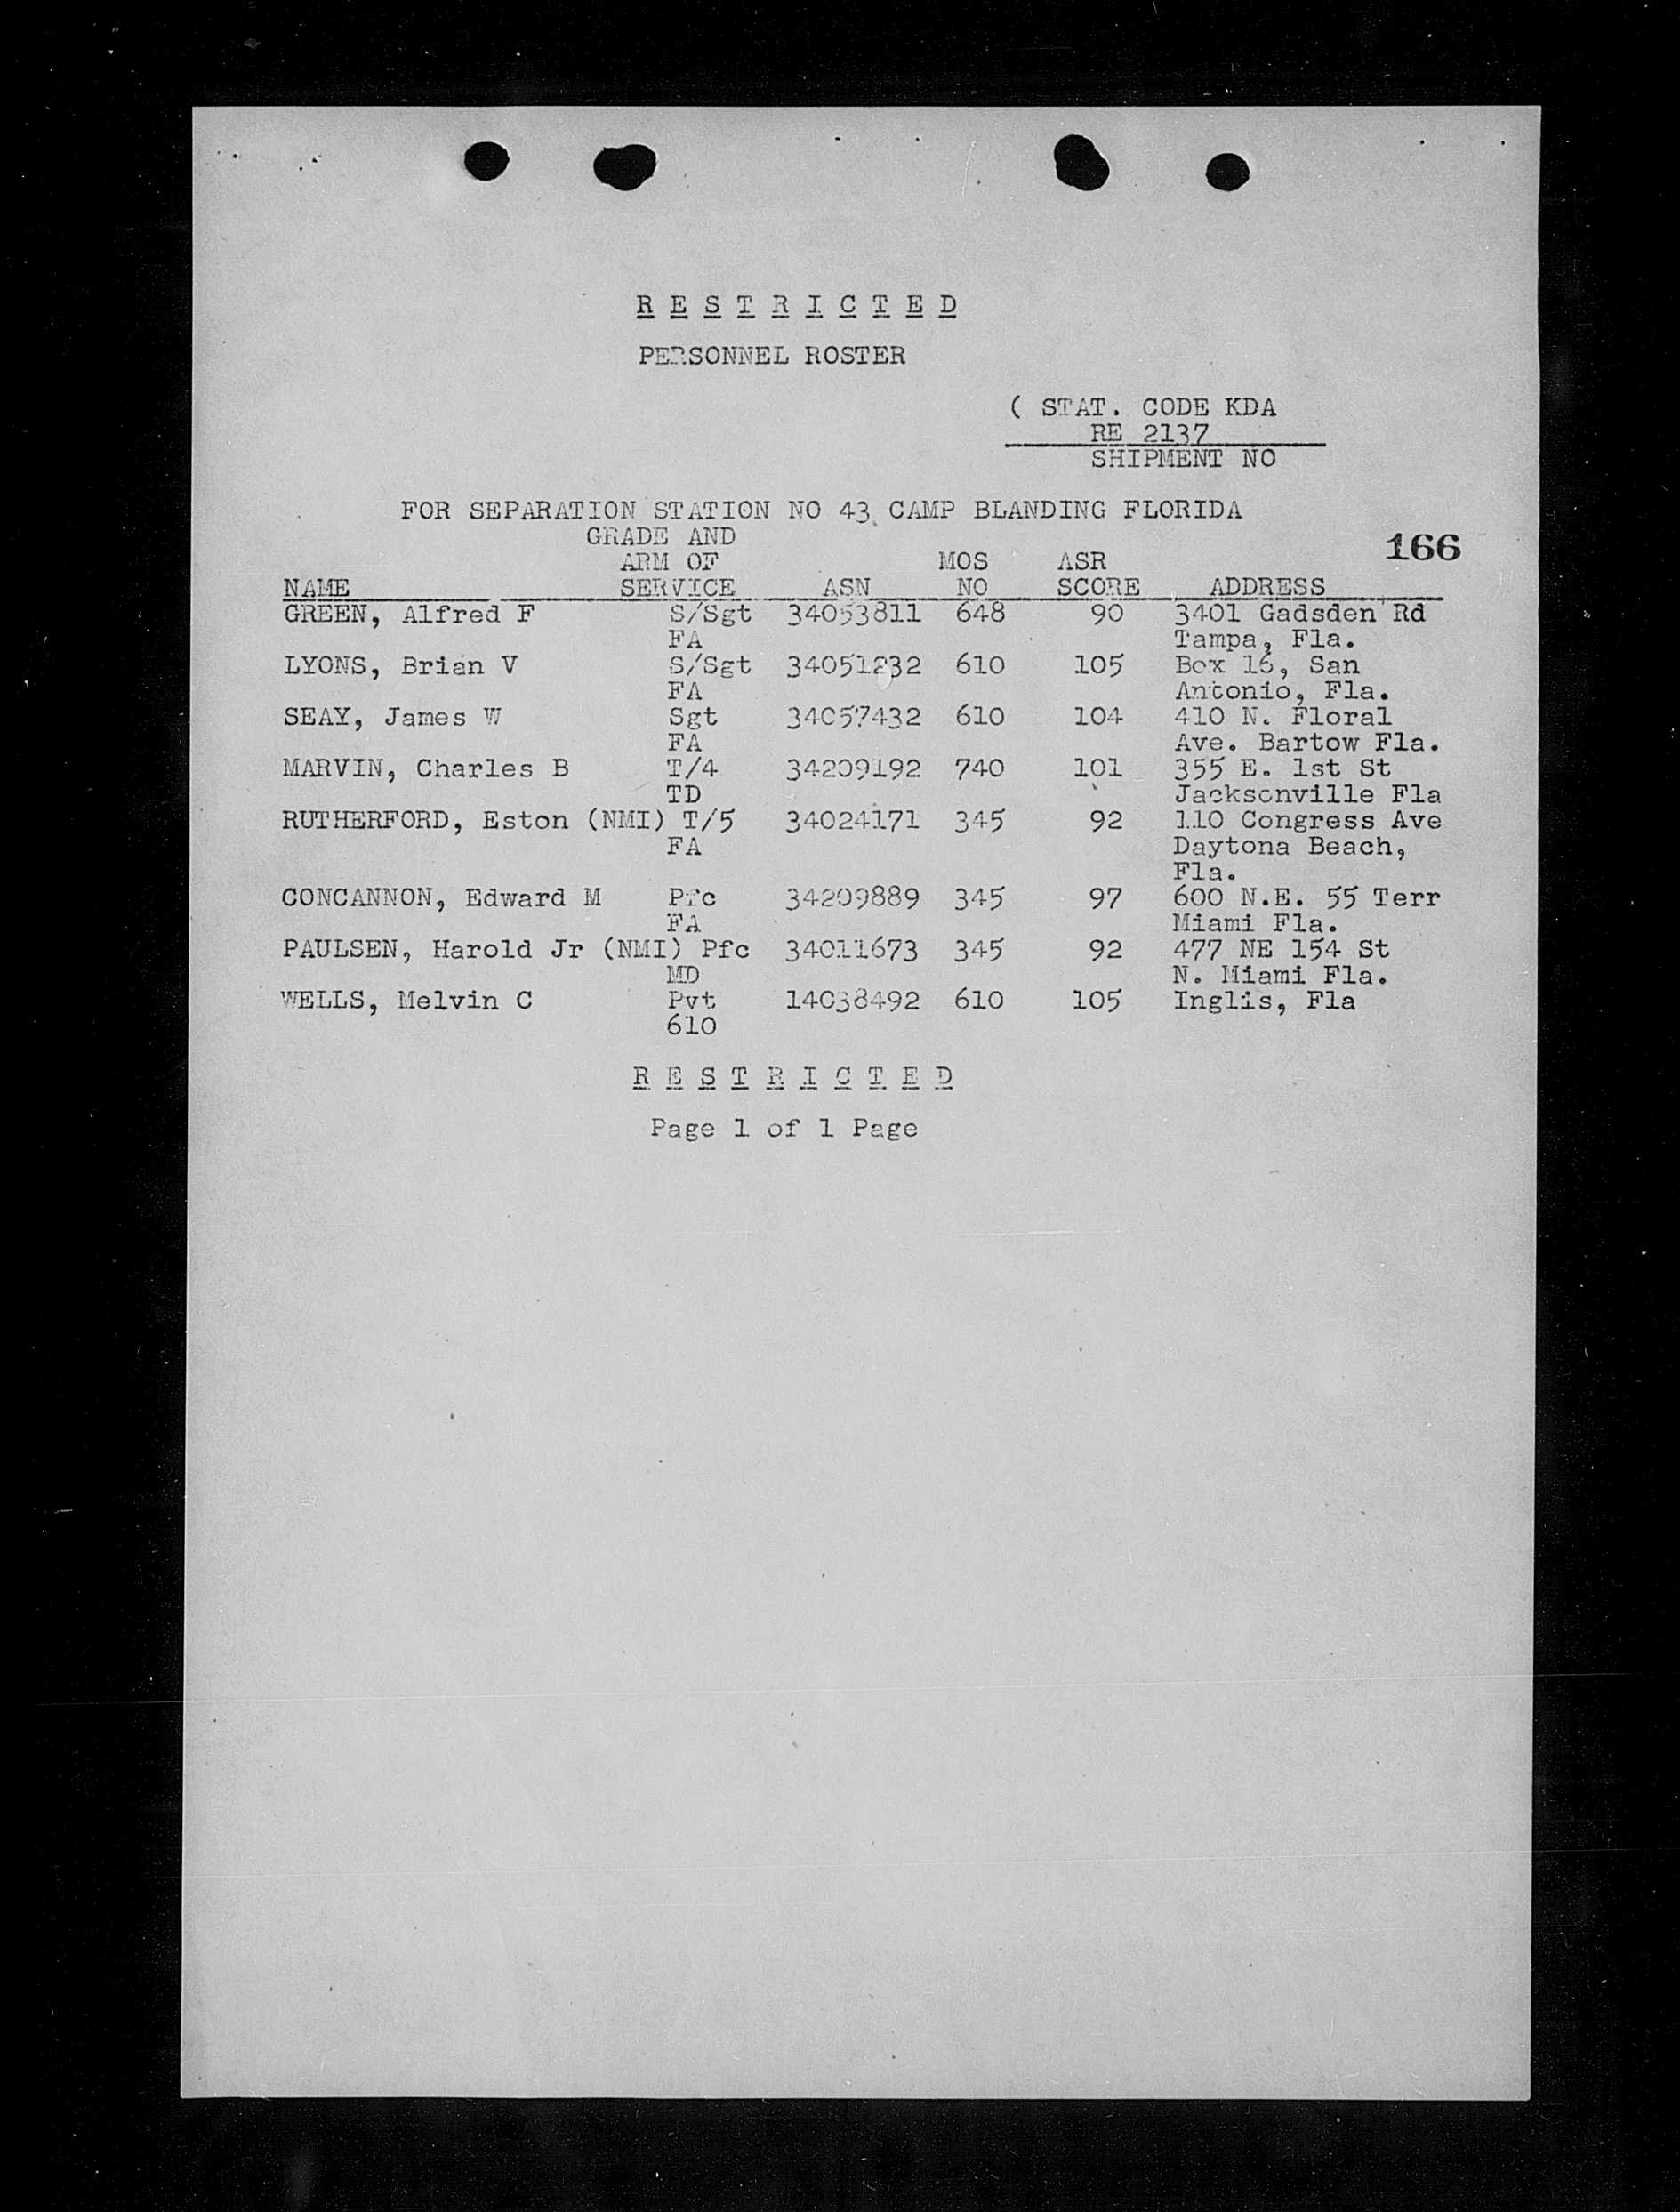 R E S T R I C T E D
PERSONNEL ROSTER
( STAT. CODE KDA
RE 2137
SHIPMENT NO
FOR SEPARATION STATION NO 43 CAMP BLANDING FLORIDA
GRADE AND
166
ARM OF MOS ASR
NAME SERVICE ASN NO SCORE ADDRESS
GREEN, Alfred F S/Sgt 34053811 648 90 3401 Gadsden Rd
FA Tampa, Fla.
LYONS, Brian V S/Sgt 34051232 610 105 Box 16, San
FA Antonio, Fla.
SEAY, James W Sgt 34057432 610 104 410 N. Floral
FA Ave. Bartow Fla.
MARVIN, Charles B T/4 34209192 740 101 355 E. 1st St
TD Jacksonville Fla
RUTHERFORD, Eston (NMI) T/5 34024171 345 92 110 Congress Ave
FA Daytona Beach,
Fla.
CONCANNON, Edward M Pfc 34209889 345 97 600 N.E. 55 Terr
FA Miami Fla.
PAULSEN, Harold Jr (NMI) Pfc 34011673 345 92 477 NE 154 St
MD N. Miami Fla.
WELLS, Melvin C Pvt 14038492 610 105 Inglis, Fla
610
R E S T R I C T E D
Page 1 of 1 Page